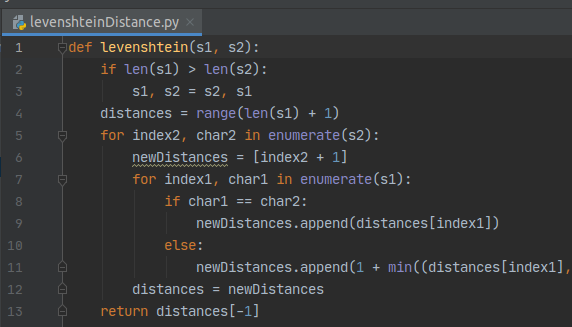 levenshteinDistance.py
1 def levenshtein(s1, s2):
2     if len(s1) > len(s2):
3         s1, s2 = s2, s1
4     distances = range(len(s1) + 1)
5     for index2, char2 in enumerate(s2):
6         newDistances = [index2 + 1]
7         for index1, char1 in enumerate(s1):
8             if char1 == char2:
9                 newDistances.append(distances[index1])
10             else:
11                 newDistances.append(1 + min((distances[index1],
12         distances = newDistances
13     return distances[-1]